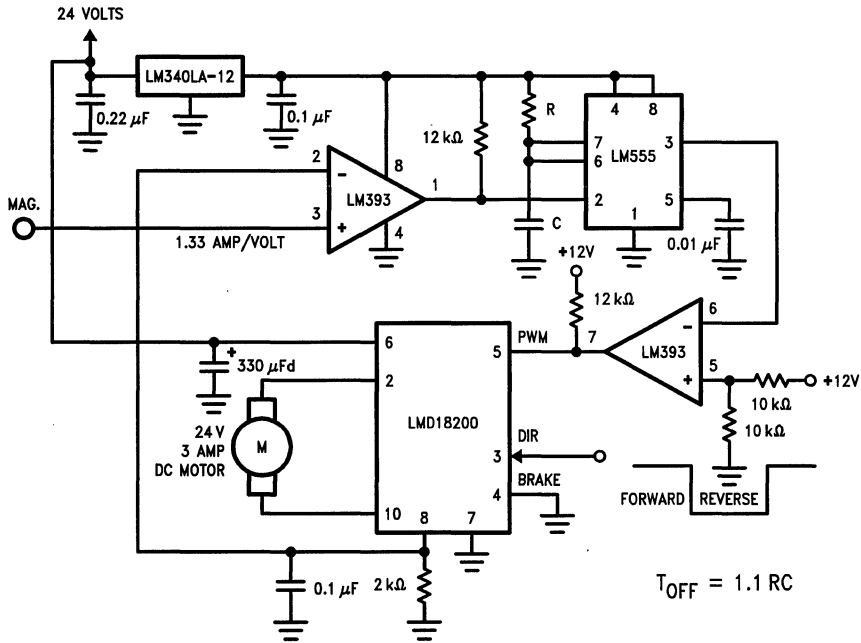 24 VOLTS
LM340LA-12
0.22 µF
0.1 µF
12 kΩ
R
4
8
7
6
LM555
3
2
5
1
C
0.01 µF
2
−
8
LM393
1
MAG.
3
+
4
1.33 AMP/VOLT
+12V
12 kΩ
6
−
PWM
7
LM393
5
+
+12V
10 kΩ
10 kΩ
6
5
+
330 µFd
2
LMD18200
24 V
3 AMP
DC MOTOR
M
DIR
3
BRAKE
4
10
8
7
FORWARD
REVERSE
0.1 µF
2 kΩ
TOFF = 1.1 RC